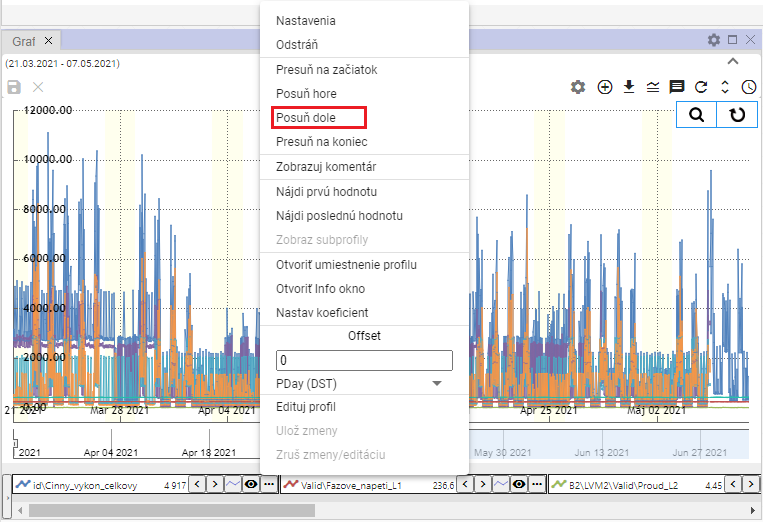 Graf
(21.03.2021 - 07.05.2021)
Nastavenia
Odstráň
Presuň na začiatok
Posuň hore
Posuň dole
Presuň na koniec
Zobrazuj komentár
Nájdi prvú hodnotu
Nájdi poslednú hodnotu
Zobraz subprofily
Otvoriť umiestnenie profilu
Otvoriť Info okno
Nastav koeficient
Offset
0
PDay (DST)
Edituj profil
Ulož zmeny
Zruš zmeny/editáciu
12000.00
10000.00
8000.00
6000.00
4000.00
2000.00
0.00
2021
Mar 28 2021
Apr 04 2021
Apr 25 2021
Máj 02 2021
2021
Apr 04 2021
Apr 18 2021
May 30 2021
Jun 13 2021
Jun 27 2021
id\Cinny_vykon_celkovy 4 917
Valid\Fazove_napeti_L1 236,6
B2\LVM2\Valid\Proud_L2 4,45